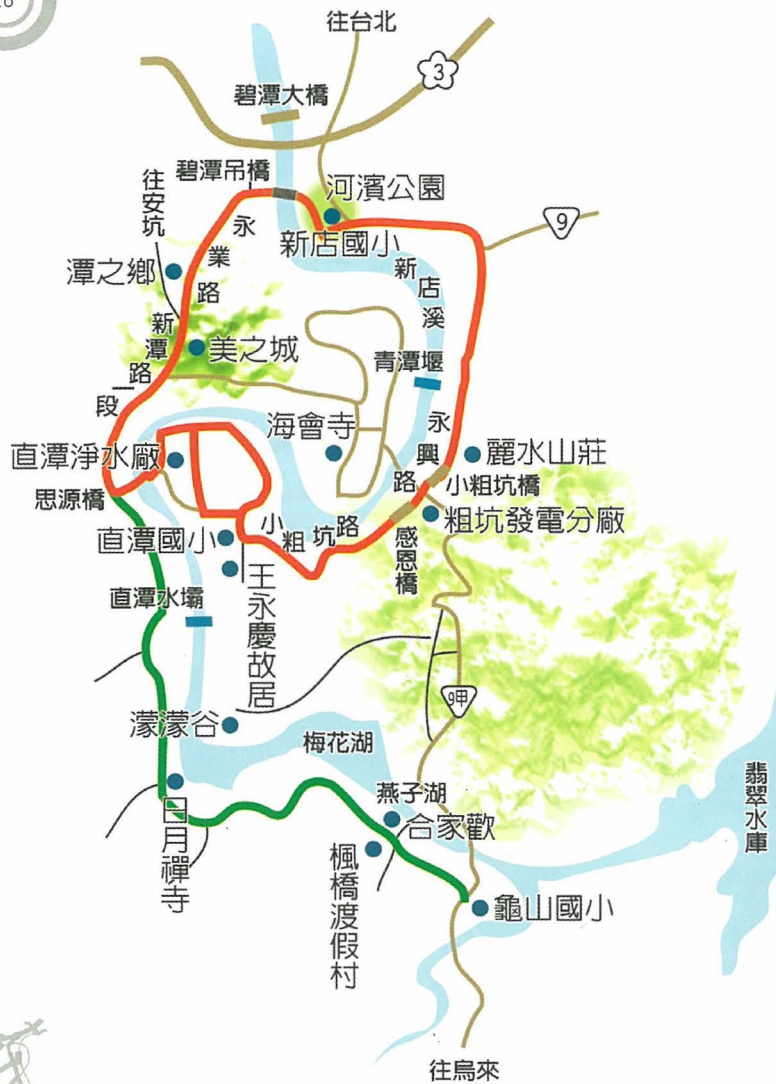 往台北
3
碧潭大橋
碧潭吊橋
河濱公園
往安坑
永業路
新店國小
9
潭之鄉
新店溪
新潭路一段
美之城
青潭堰
海會寺
永興路
麗水山莊
直潭淨水廠
小粗坑橋
思源橋
小粗坑路
粗坑發電分廠
直潭國小
感恩橋
王永慶故居
直潭水壩
9甲
濛濛谷
梅花湖
翡翠水庫
燕子湖
合家歡
日月禪寺
楓橋渡假村
龜山國小
往烏來